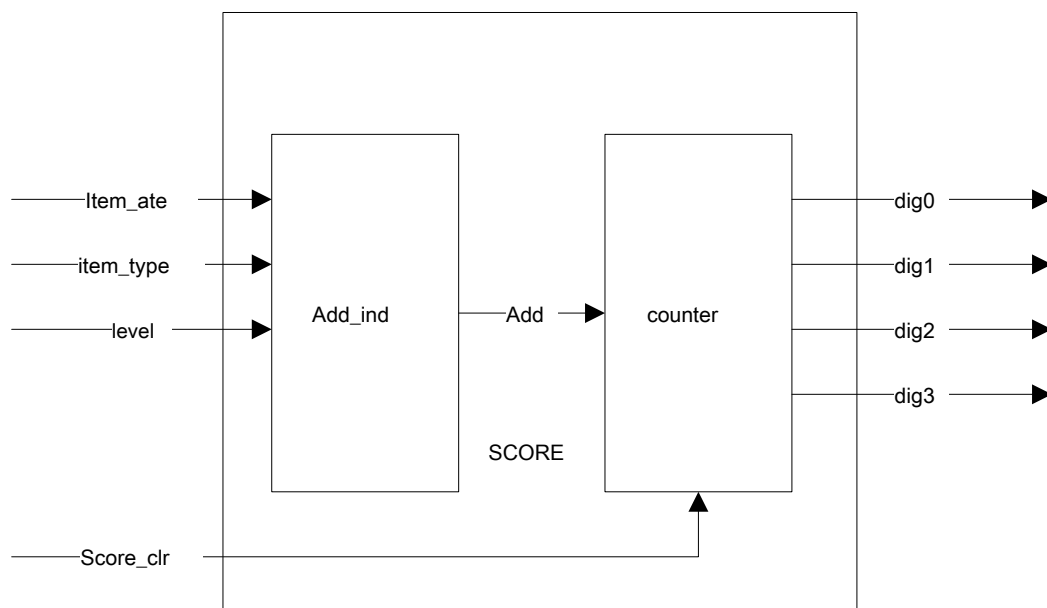 Item_ate
dig0
item_type
dig1
Add_ind
Add
counter
level
dig2
dig3
SCORE
Score_clr